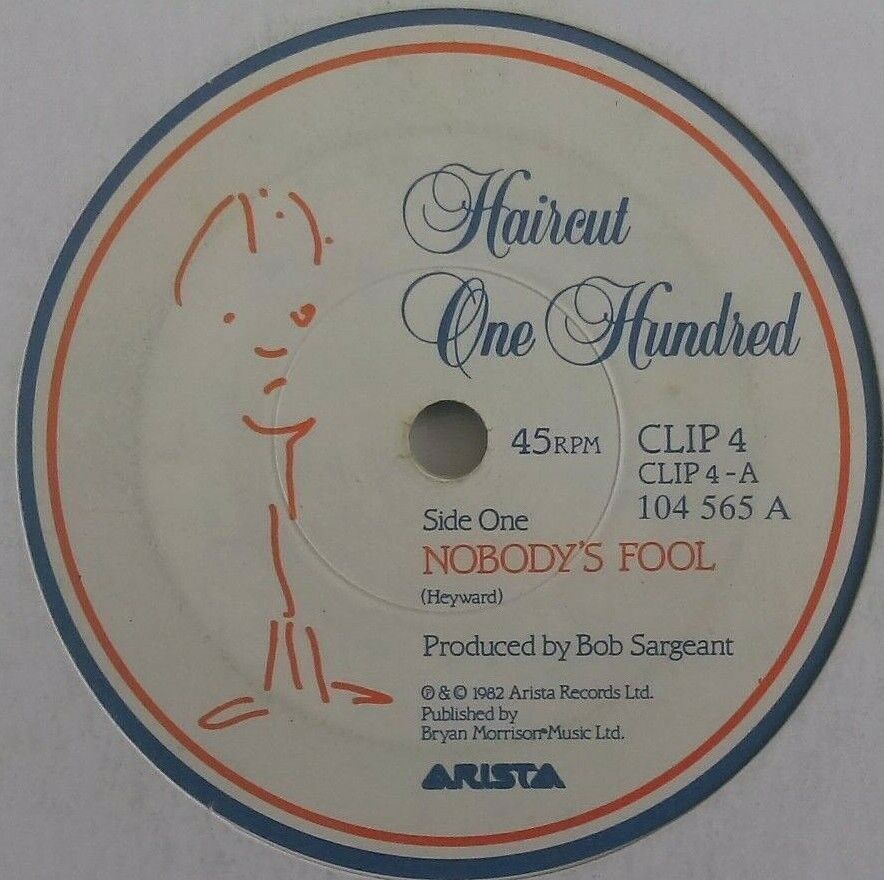 Haircut
One Hundred
45RPM
CLIP 4
CLIP 4-A
104 565 A
Side One
NOBODY'S FOOL
(Heyward)
Produced by Bob Sargeant
℗ & © 1982 Arista Records Ltd.
Published by
Bryan Morrison Music Ltd.
ARISTA